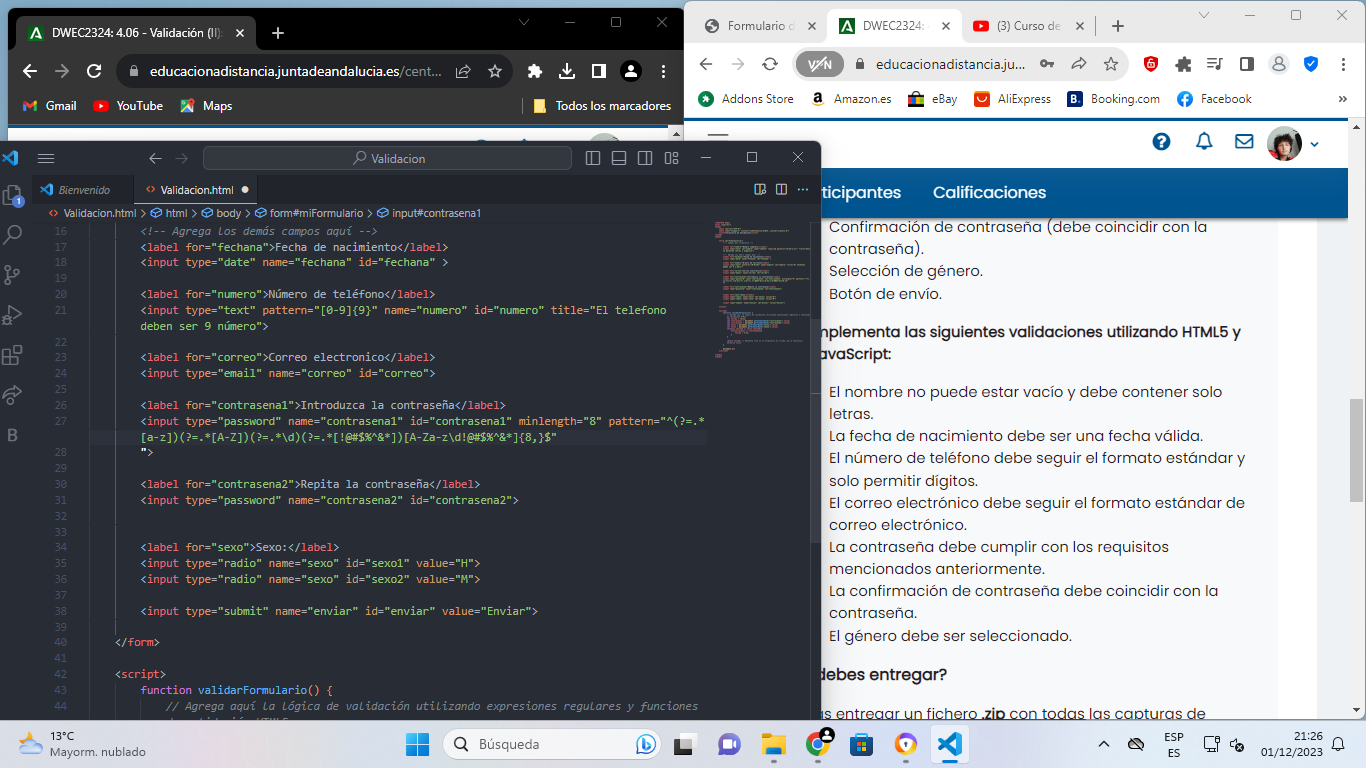 DWEC2324: 4.06 - Validación (II):
educacionadistancia.juntadeandalucia.es/cent...
Gmail
YouTube
Maps
Todos los marcadores
Formulario d
DWEC2324: 4
(3) Curso de
VPN
educacionadistancia.ju...
Addons Store
Amazon.es
eBay
AliExpress
Booking.com
Facebook
»
Validacion
Bienvenido
Validacion.html
Validacion.html > html > body > form#miFormulario > input#contrasena1
16 <!-- Agrega los demás campos aquí -->
17 <label for="fechana">Fecha de nacimiento</label>
18 <input type="date" name="fechana" id="fechana" >
19
20 <label for="numero">Número de teléfono</label>
21 <input type="text" pattern="[0-9]{9}" name="numero" id="numero" title="El telefono
deben ser 9 número">
22
23 <label for="correo">Correo electronico</label>
24 <input type="email" name="correo" id="correo">
25
26 <label for="contrasena1">Introduzca la contraseña</label>
27 <input type="password" name="contrasena1" id="contrasena1" minlength="8" pattern="^(?=.*
[a-z])(?=.*[A-Z])(?=.*\d)(?=.*[!@#$%^&*])[A-Za-z\d!@#$%^&*]{8,}$"
28 ">
29
30 <label for="contrasena2">Repita la contraseña</label>
31 <input type="password" name="contrasena2" id="contrasena2">
32
33
34 <label for="sexo">Sexo:</label>
35 <input type="radio" name="sexo" id="sexo1" value="H">
36 <input type="radio" name="sexo" id="sexo2" value="M">
37
38 <input type="submit" name="enviar" id="enviar" value="Enviar">
39
40 </form>
41
42 <script>
43 function validarFormulario() {
44 // Agrega aquí la lógica de validación utilizando expresiones regulares y funciones
1
B
ticipantes
Calificaciones
Confirmación de contraseña (debe coincidir con la
contraseña).
Selección de género.
Botón de envío.
mplementa las siguientes validaciones utilizando HTML5 y
avaScript:
El nombre no puede estar vacío y debe contener solo
letras.
La fecha de nacimiento debe ser una fecha válida.
El número de teléfono debe seguir el formato estándar y
solo permitir dígitos.
El correo electrónico debe seguir el formato estándar de
correo electrónico.
La contraseña debe cumplir con los requisitos
mencionados anteriormente.
La confirmación de contraseña debe coincidir con la
contraseña.
El género debe ser seleccionado.
debes entregar?
ás entregar un fichero .zip con todas las capturas de
13°C
Mayorm. nublado
Búsqueda
ESP
ES
21:26
01/12/2023